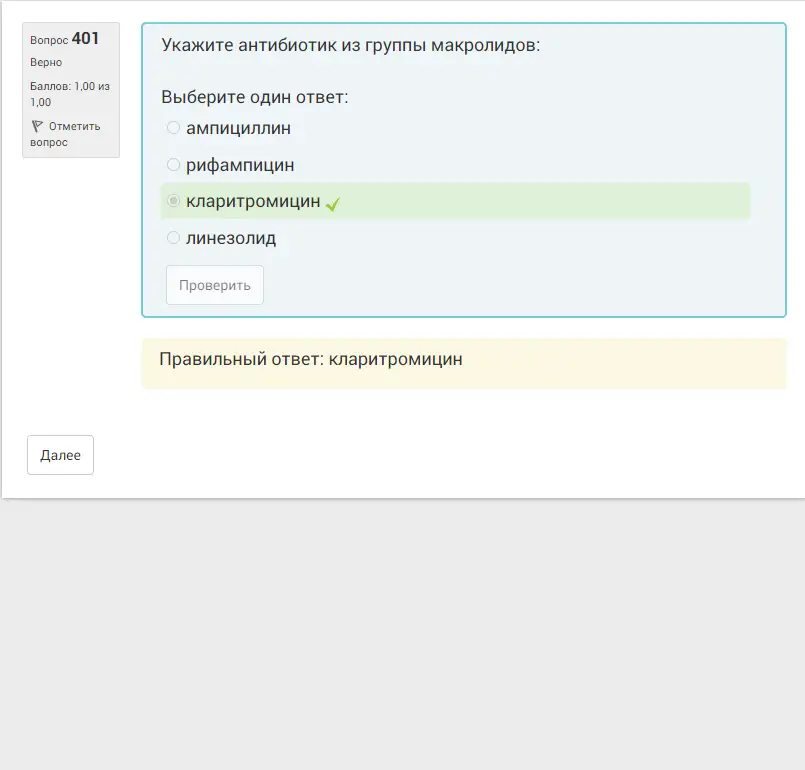 Вопрос 401
Верно
Баллов: 1,00 из
1,00
Отметить
вопрос
Укажите антибиотик из группы макролидов:
Выберите один ответ:
ампициллин
рифампицин
кларитромицин
линезолид
Проверить
Правильный ответ: кларитромицин
Далее